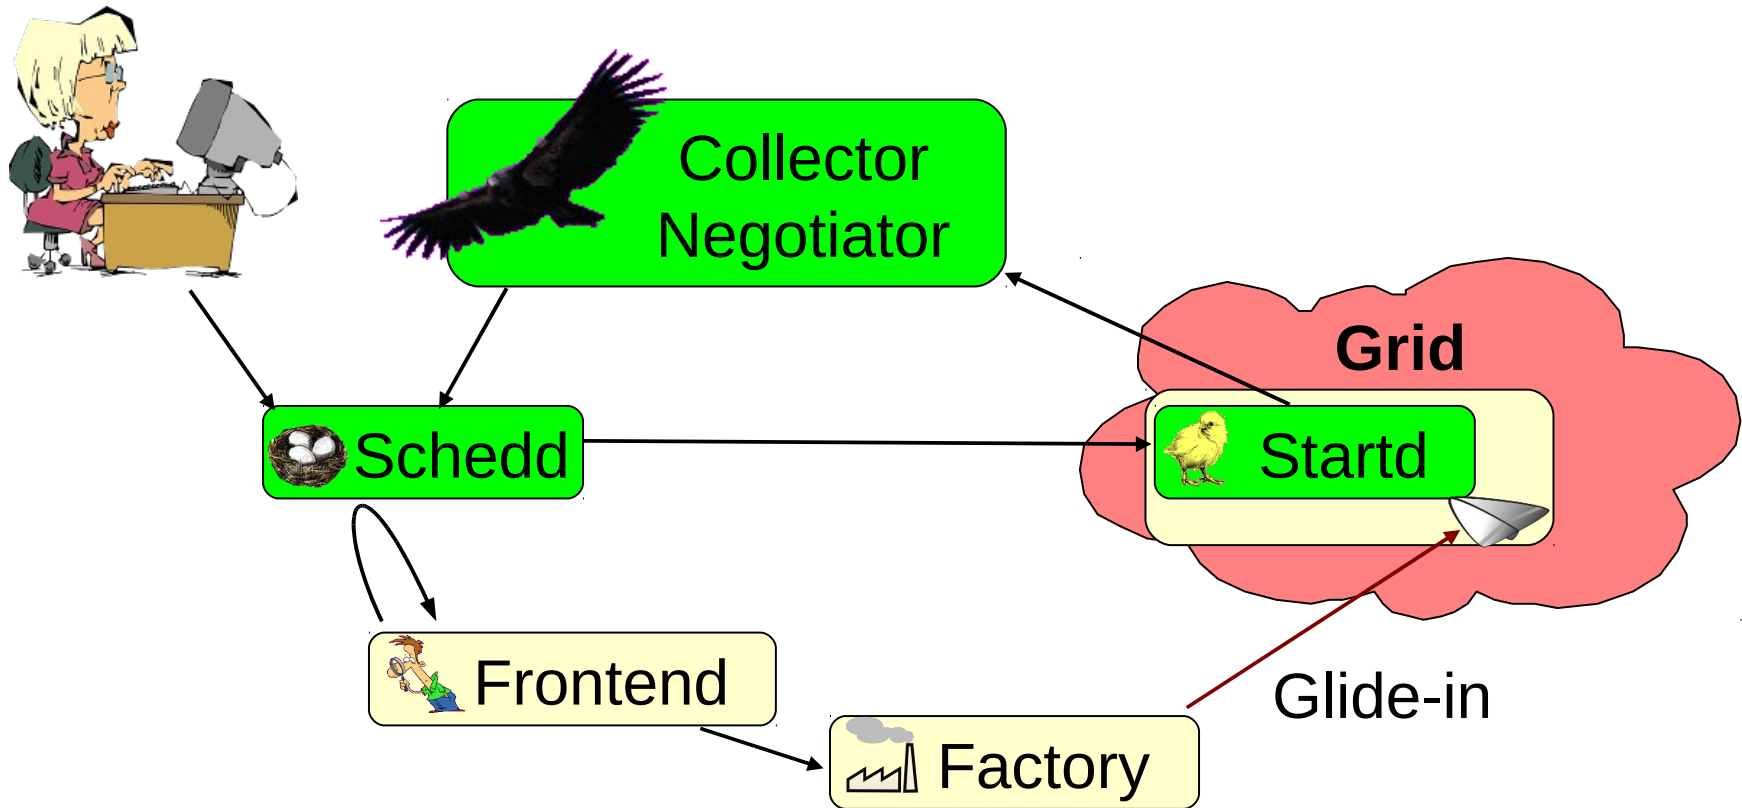 Collector
Negotiator
Grid
Schedd
Startd
Frontend
Glide-in
Factory